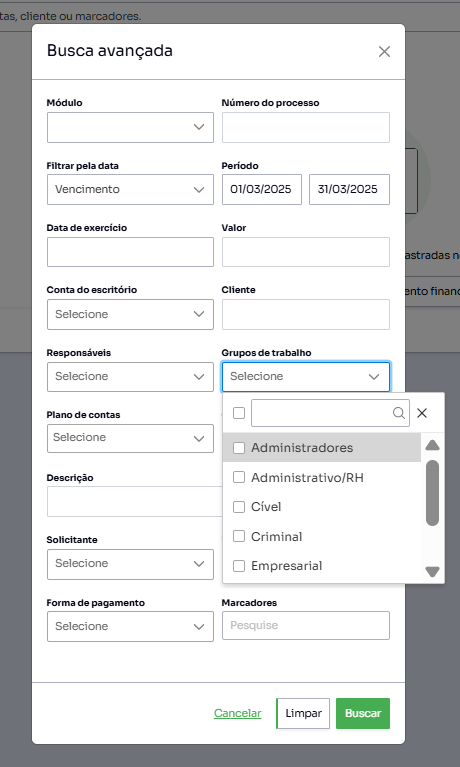 tas, cliente ou marcadores.
Busca avançada
Módulo
Número do processo
Filtrar pela data
Período
Vencimento
01/03/2025
31/03/2025
Data de exercício
Valor
astradas n
Conta do escritório
Cliente
ento finan
Selecione
Responsáveis
Grupos de trabalho
Selecione
Selecione
Plano de contas
Selecione
Administradores
Administrativo/RH
Descrição
Cível
Criminal
Solicitante
Selecione
Empresarial
Forma de pagamento
Marcadores
Selecione
Pesquise
Cancelar
Limpar
Buscar